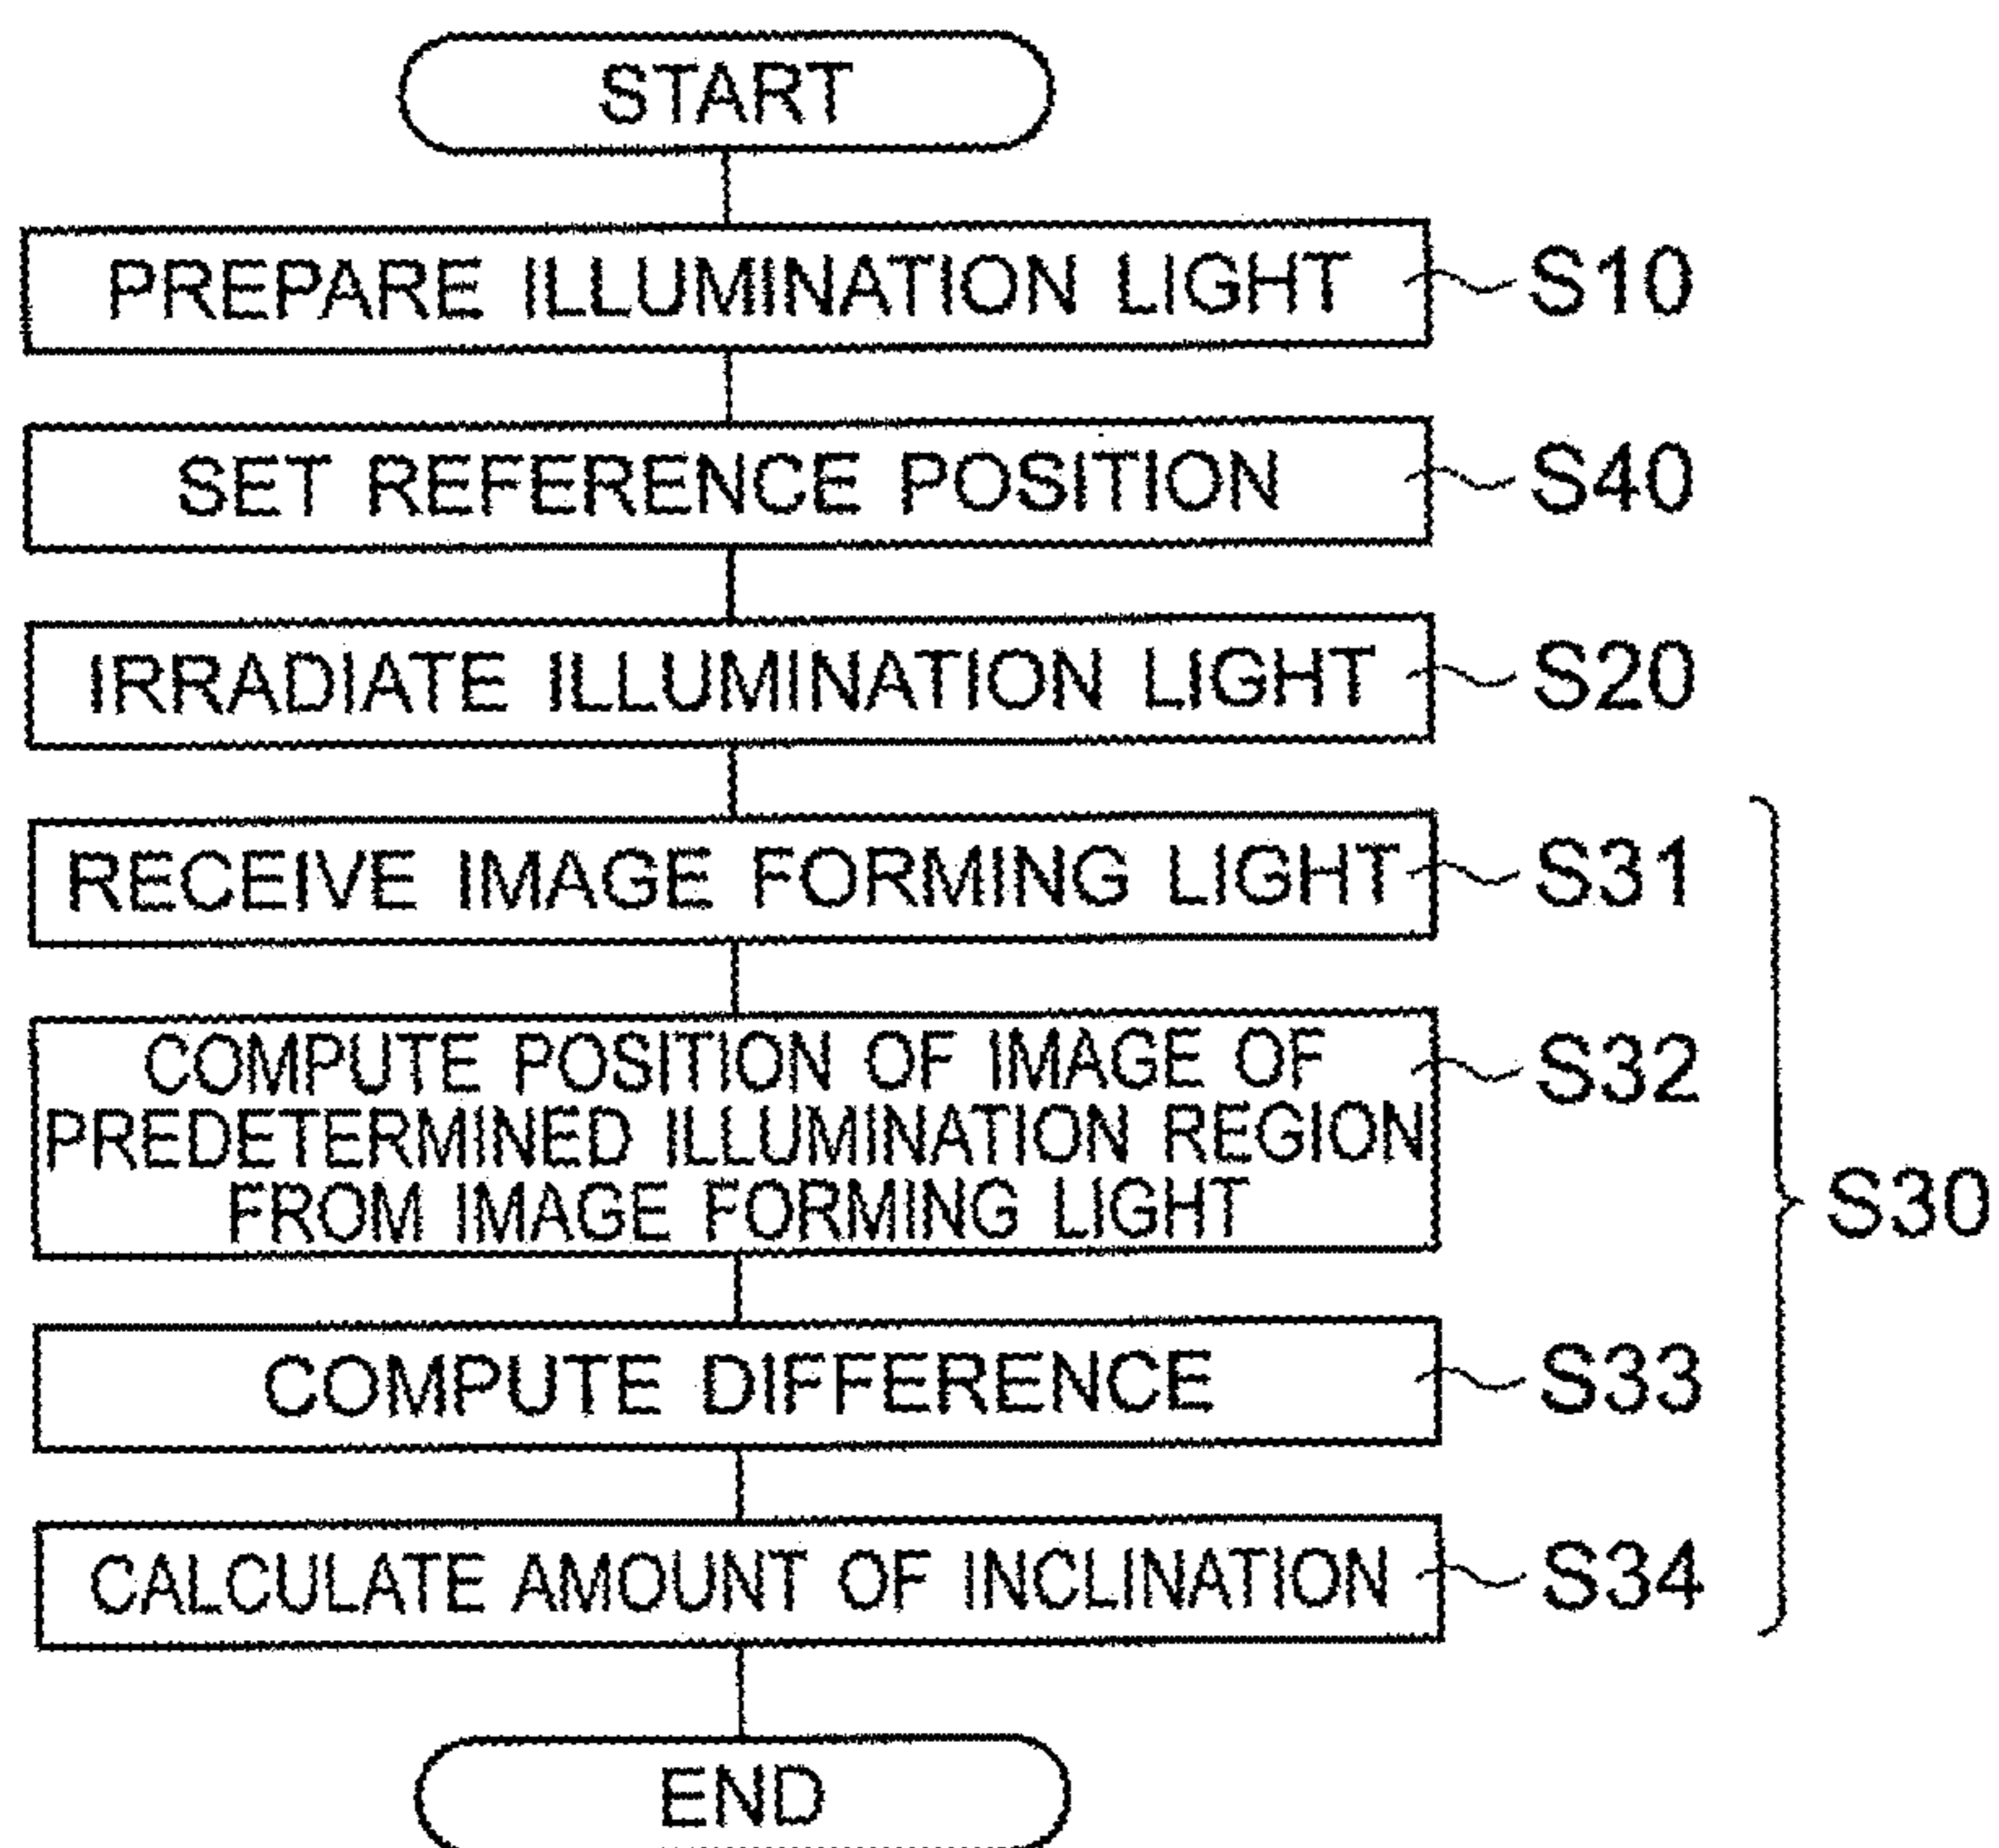 START
PREPARE ILLUMINATION LIGHT S10
SET REFERENCE POSITION S40
IRRADIATE ILLUMINATION LIGHT S20
RECEIVE IMAGE FORMING LIGHT S31
COMPUTE POSITION OF IMAGE OF S32
PREDETERMINED ILLUMINATION REGION
FROM IMAGE FORMING LIGHT
S30
COMPUTE DIFFERENCE S33
CALCULATE AMOUNT OF INCLINATION S34
END